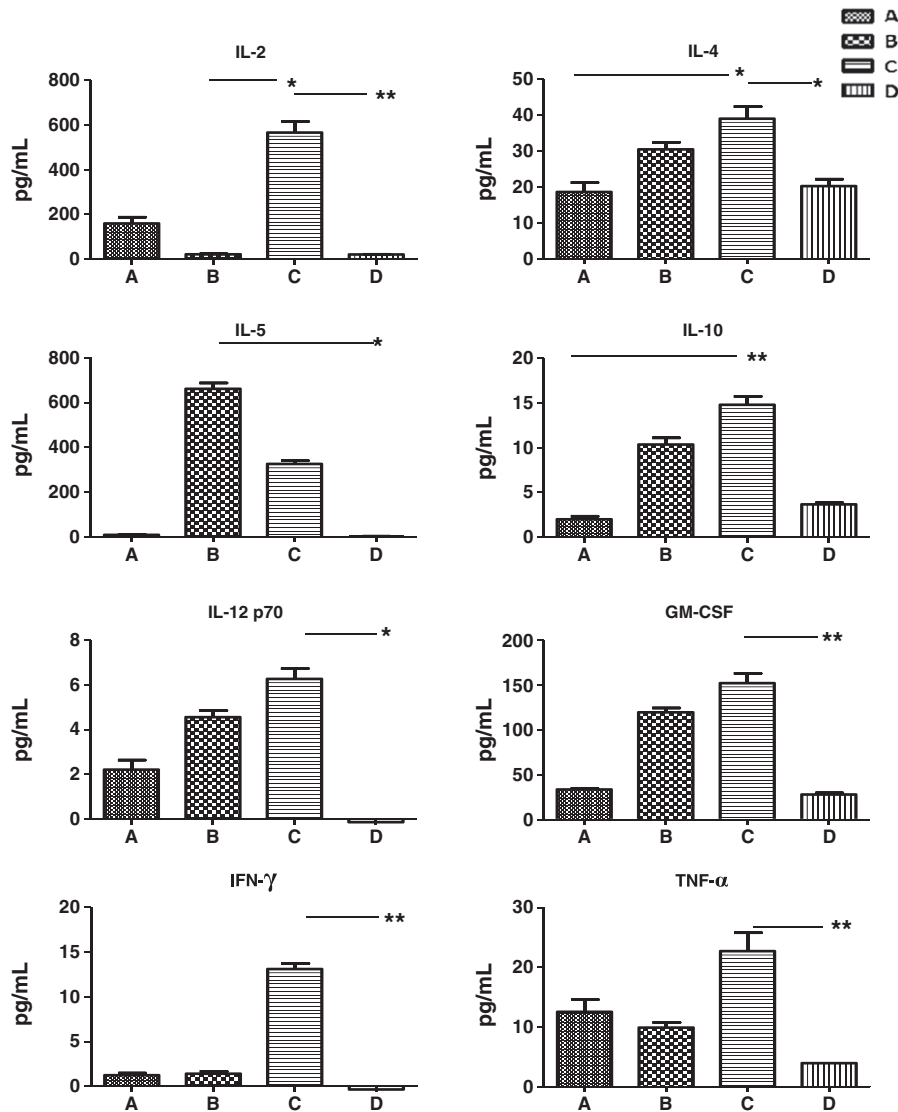 A
B
C
D
IL-2
pg/mL
800
600
400
200
0
* **
A B C D
IL-4
pg/mL
50
40
30
20
10
0
* *
A B C D
IL-5
pg/mL
800
600
400
200
0
*
A B C D
IL-10
pg/mL
20
15
10
5
0
**
A B C D
IL-12 p70
pg/mL
8
6
4
2
0
*
A B C D
GM-CSF
pg/mL
200
150
100
50
0
**
A B C D
IFN-γ
pg/mL
20
15
10
5
0
**
A B C D
TNF-α
pg/mL
30
20
10
0
**
A B C D